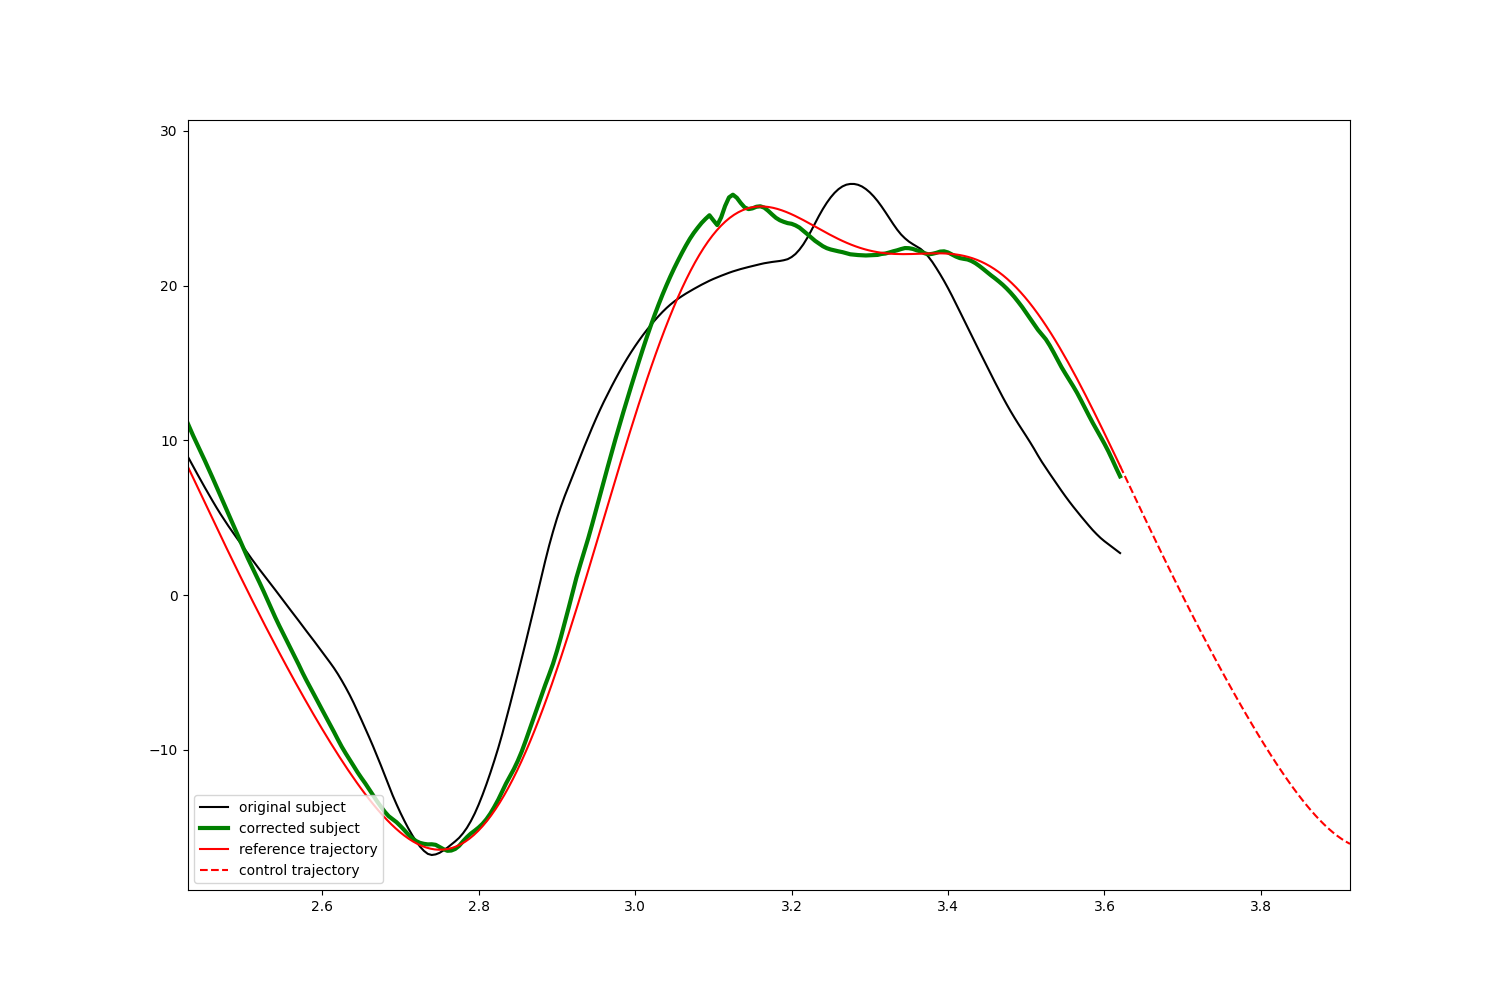 30
20
10
0
−10
original subject
corrected subject
reference trajectory
control trajectory
2.6 2.8 3.0 3.2 3.4 3.6 3.8